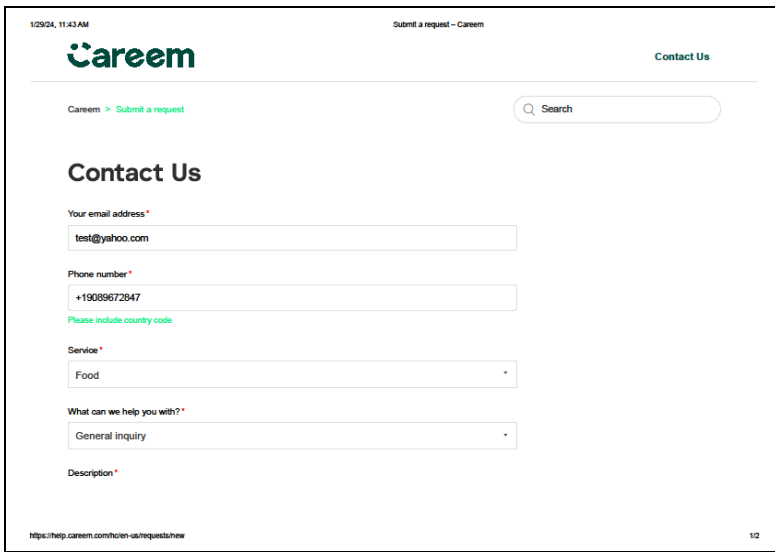 1/29/24, 11:43 AM Submit a request – Careem
Careem
Contact Us
Careem > Submit a request
Search
Contact Us
Your email address*
test@yahoo.com
Phone number*
+19089672847
Please include country code
Service*
Food
What can we help you with?*
General inquiry
Description*
https://help.careem.com/hc/en-us/requests/new 1/2